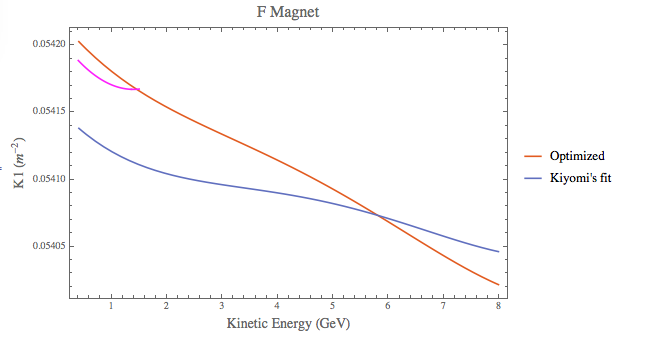 F Magnet
0.05420
0.05415
0.05410
0.05405
K1 (m⁻²)
1 2 3 4 5 6 7 8
Kinetic Energy (GeV)
Optimized
Kiyomi's fit